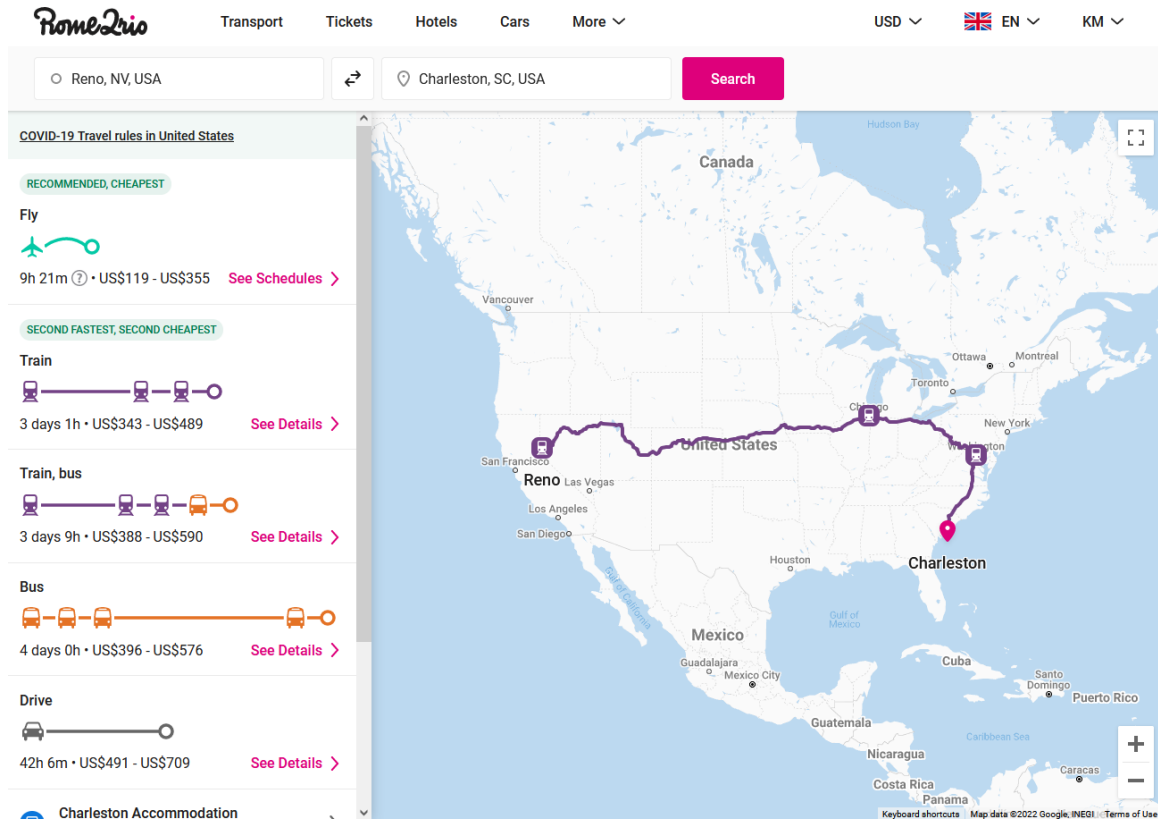 Rome2rio
Transport Tickets Hotels Cars More USD EN KM
Reno, NV, USA
Charleston, SC, USA
Search
COVID-19 Travel rules in United States
RECOMMENDED, CHEAPEST
Fly
9h 21m ? • US$119 - US$355 See Schedules
SECOND FASTEST, SECOND CHEAPEST
Train
3 days 1h • US$343 - US$489 See Details
Train, bus
3 days 9h • US$388 - US$590 See Details
Bus
4 days 0h • US$396 - US$576 See Details
Drive
42h 6m • US$491 - US$709 See Details
Charleston Accommodation
Hudson Bay
Canada
Vancouver
Ottawa
Montreal
Toronto
Chicago
New York
Washington
United States
San Francisco
Reno
Las Vegas
Los Angeles
San Diego
Charleston
Houston
Gulf of California
Gulf of
Mexico
Mexico
Guadalajara
Mexico City
Cuba
Santo
Domingo
Puerto Rico
Guatemala
Caribbean Sea
Nicaragua
Caracas
Costa Rica
Panama
Keyboard shortcuts Map data ©2022 Google, INEGI Terms of Use